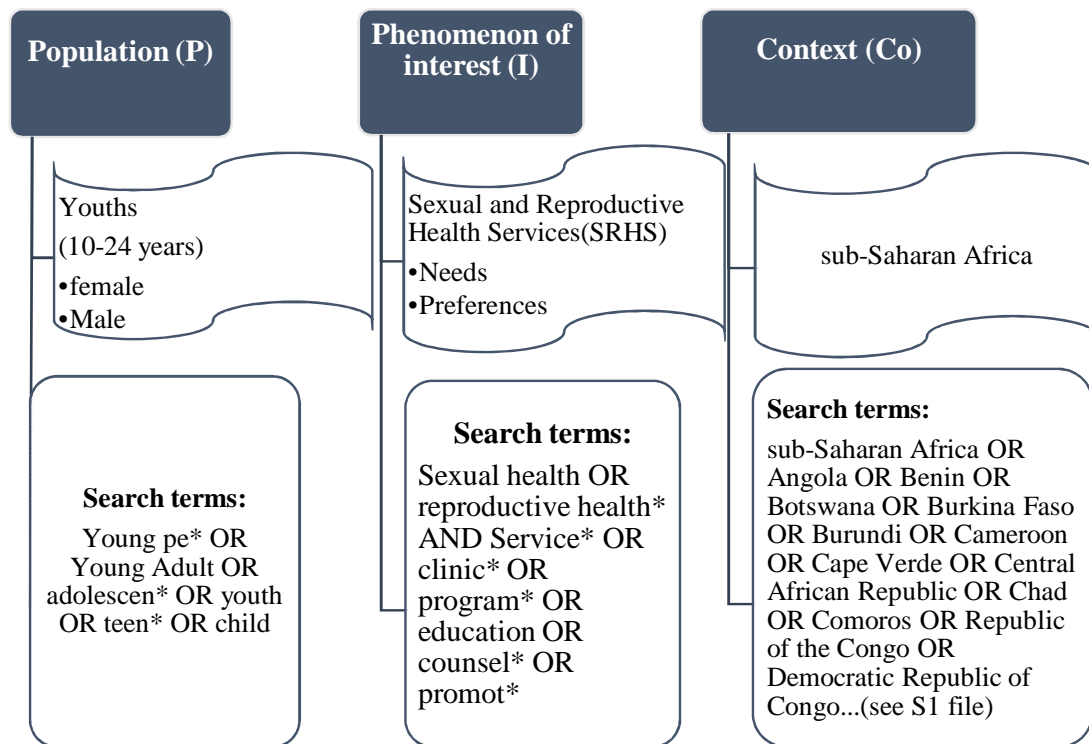 Population (P)
Youths
(10-24 years)
•female
•Male
Search terms:
Young pe* OR
Young Adult OR
adolescen* OR youth
OR teen* OR child
Phenomenon of
interest (I)
Sexual and Reproductive
Health Services(SRHS)
•Needs
•Preferences
Search terms:
Sexual health OR
reproductive health*
AND Service* OR
clinic* OR
program* OR
education OR
counsel* OR
promot*
Context (Co)
sub-Saharan Africa
Search terms:
sub-Saharan Africa OR
Angola OR Benin OR
Botswana OR Burkina Faso
OR Burundi OR Cameroon
OR Cape Verde OR Central
African Republic OR Chad
OR Comoros OR Republic
of the Congo OR
Democratic Republic of
Congo...(see S1 file)